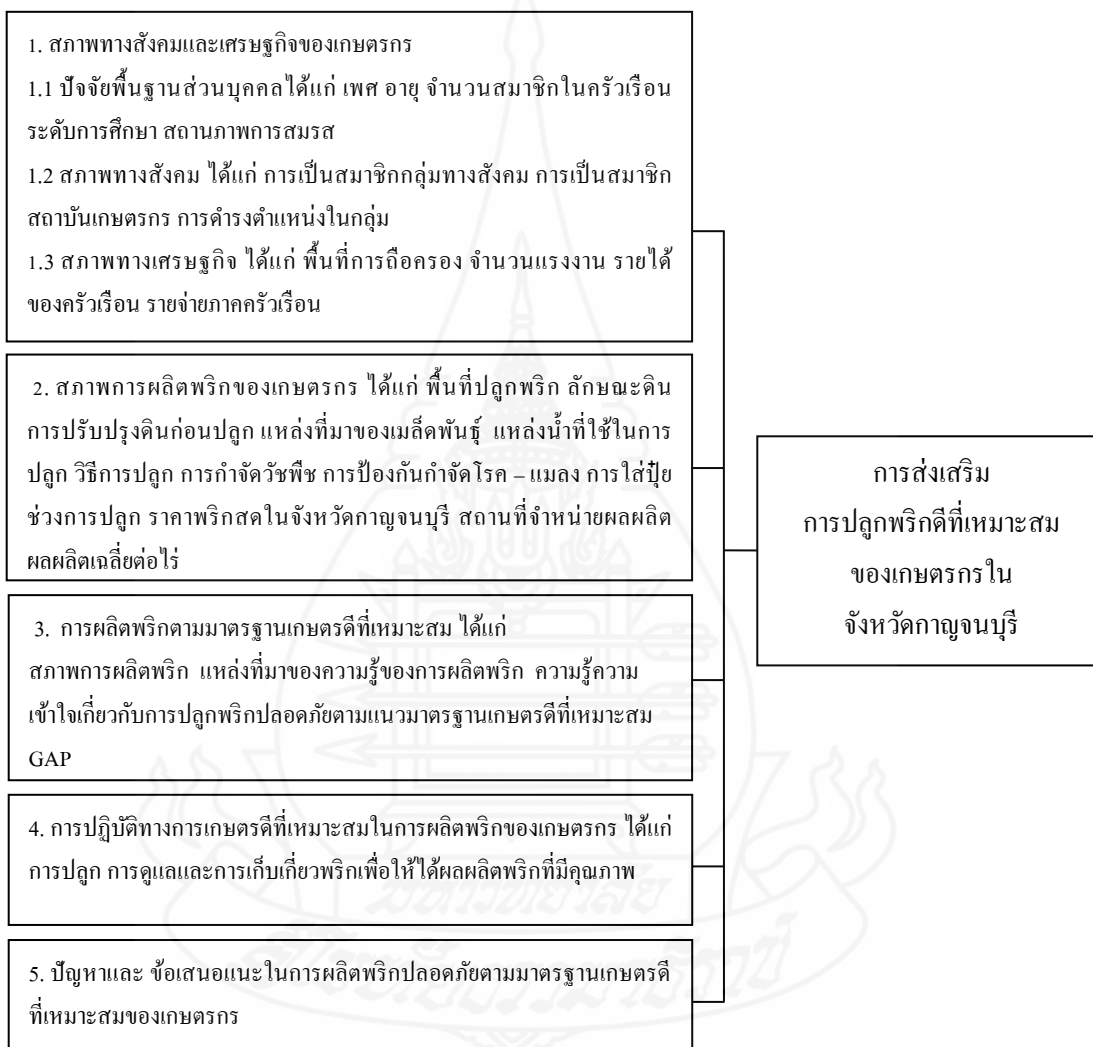 1. สภาพทางสังคมและเศรษฐกิจของเกษตรกร
1.1 ปัจจัยพื้นฐานส่วนบุคคลได้แก่ เพศ อายุ จำนวนสมาชิกในครัวเรือน
ระดับการศึกษา สถานภาพการสมรส
1.2 สภาพทางสังคม ได้แก่ การเป็นสมาชิกกลุ่มทางสังคม การเป็นสมาชิก
สถาบันเกษตรกร การดำรงตำแหน่งในกลุ่ม
1.3 สภาพทางเศรษฐกิจ ได้แก่ พื้นที่การถือครอง จำนวนแรงงาน รายได้
ของครัวเรือน รายจ่ายภาคครัวเรือน
2. สภาพการผลิตพริกของเกษตรกร ได้แก่ พื้นที่ปลูกพริก ลักษณะดิน
การปรับปรุงดินก่อนปลูก แหล่งที่มาของเมล็ดพันธุ์ แหล่งน้ำที่ใช้ในการ
ปลูก วิธีการปลูก การกำจัดวัชพืช การป้องกันกำจัดโรค – แมลง การใส่ปุ๋ย
ช่วงการปลูก ราคาพริกสดในจังหวัดกาญจนบุรี สถานที่จำหน่ายผลผลิต
ผลผลิตเฉลี่ยต่อไร่
การส่งเสริม
การปลูกพริกดีที่เหมาะสม
ของเกษตรกรใน
จังหวัดกาญจนบุรี
3. การผลิตพริกตามมาตรฐานเกษตรดีที่เหมาะสม ได้แก่
สภาพการผลิตพริก แหล่งที่มาของความรู้ของการผลิตพริก ความรู้ความ
เข้าใจเกี่ยวกับการปลูกพริกปลอดภัยตามแนวมาตรฐานเกษตรดีที่เหมาะสม
GAP
4. การปฏิบัติทางการเกษตรดีที่เหมาะสมในการผลิตพริกของเกษตรกร ได้แก่
การปลูก การดูแลและการเก็บเกี่ยวพริกเพื่อให้ได้ผลผลิตพริกที่มีคุณภาพ
มหาวิทยาลัย
สุโขทัยธรรมาธิราช
5. ปัญหาและ ข้อเสนอแนะในการผลิตพริกปลอดภัยตามมาตรฐานเกษตรดี
ที่เหมาะสมของเกษตรกร